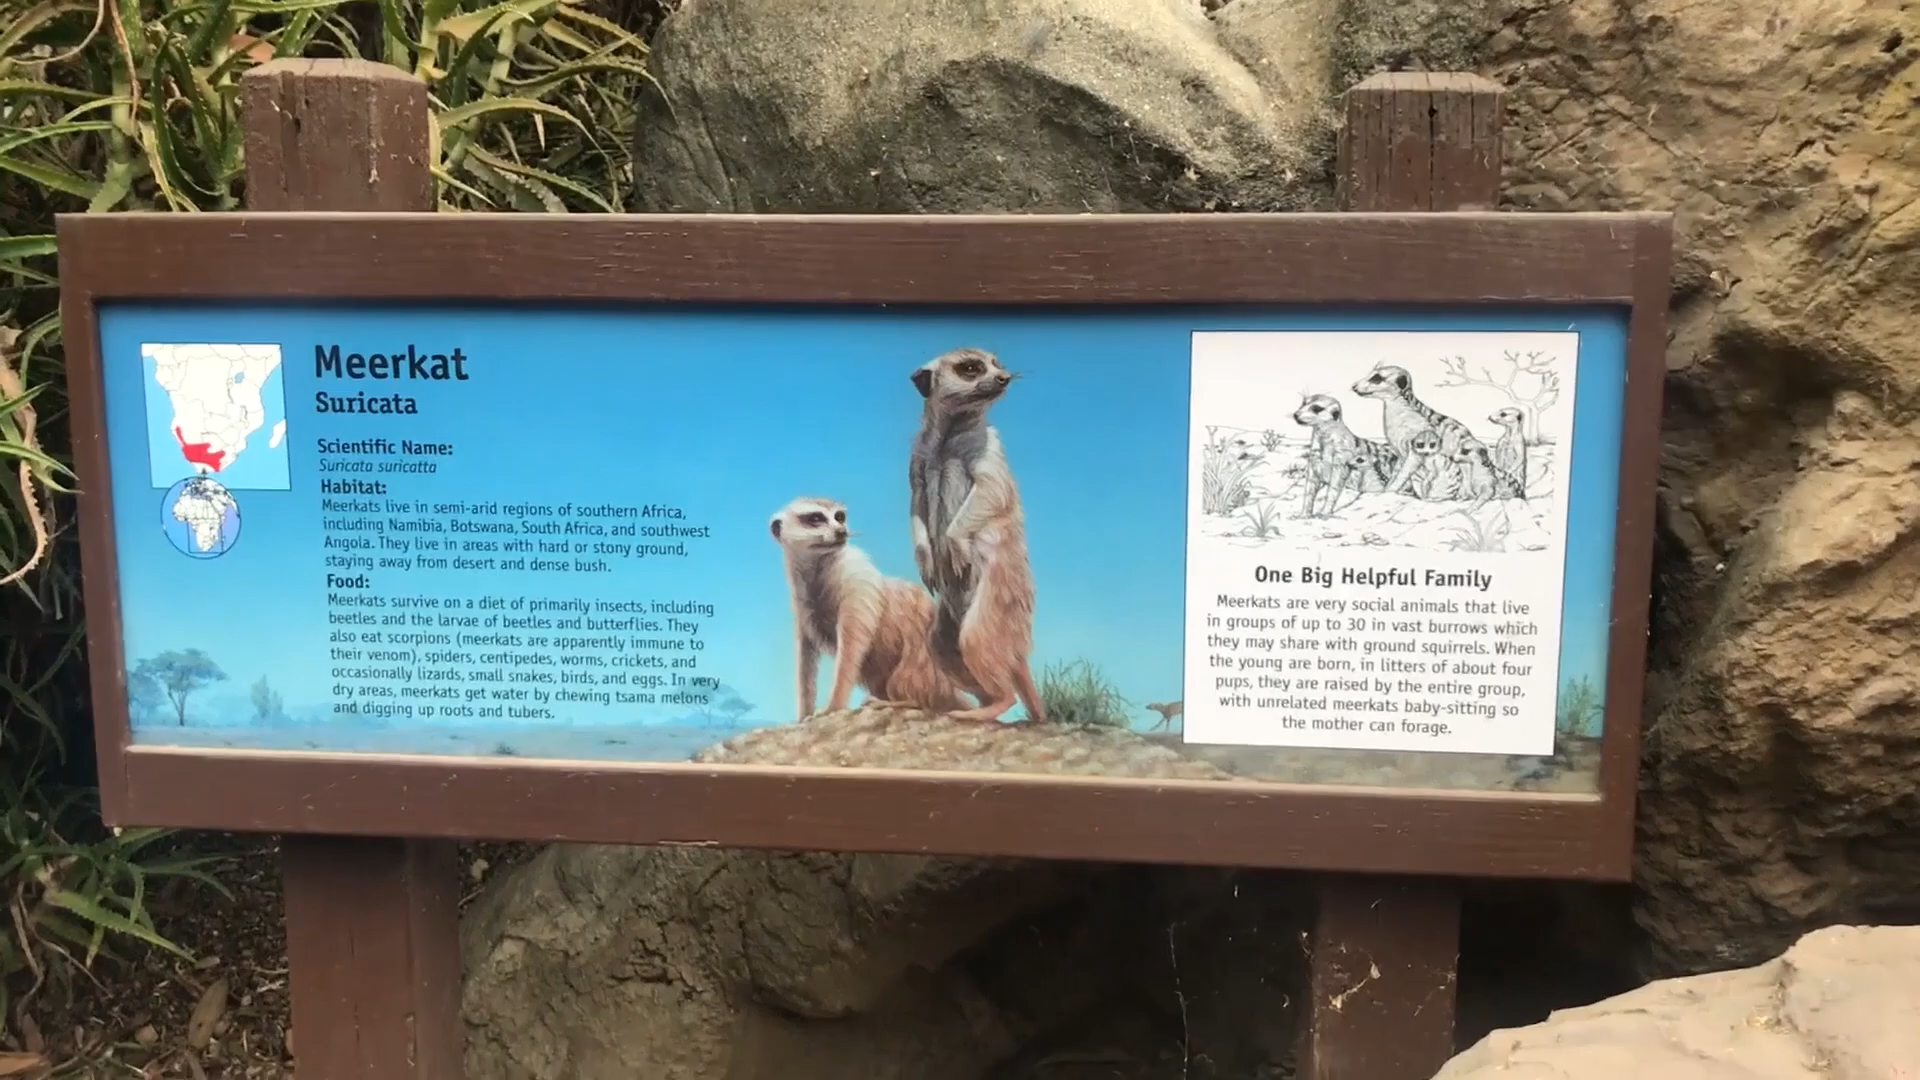 Meerkat
Suricata
Scientific Name:
Suricata suricatta
Habitat:
Meerkats live in semi-arid regions of southern Africa,
including Namibia, Botswana, South Africa, and southwest
Angola. They live in areas with hard or stony ground,
staying away from desert and dense bush.
Food:
Meerkats survive on a diet of primarily insects, including
beetles and the larvae of beetles and butterflies. They
also eat scorpions (meerkats are apparently immune to
their venom), spiders, centipedes, worms, crickets, and
occasionally lizards, small snakes, birds, and eggs. In very
dry areas, meerkats get water by chewing tsama melons
and digging up roots and tubers.
One Big Helpful Family
Meerkats are very social animals that live
in groups of up to 30 in vast burrows which
they may share with ground squirrels. When
the young are born, in litters of about four
pups, they are raised by the entire group,
with unrelated meerkats baby-sitting so
the mother can forage.